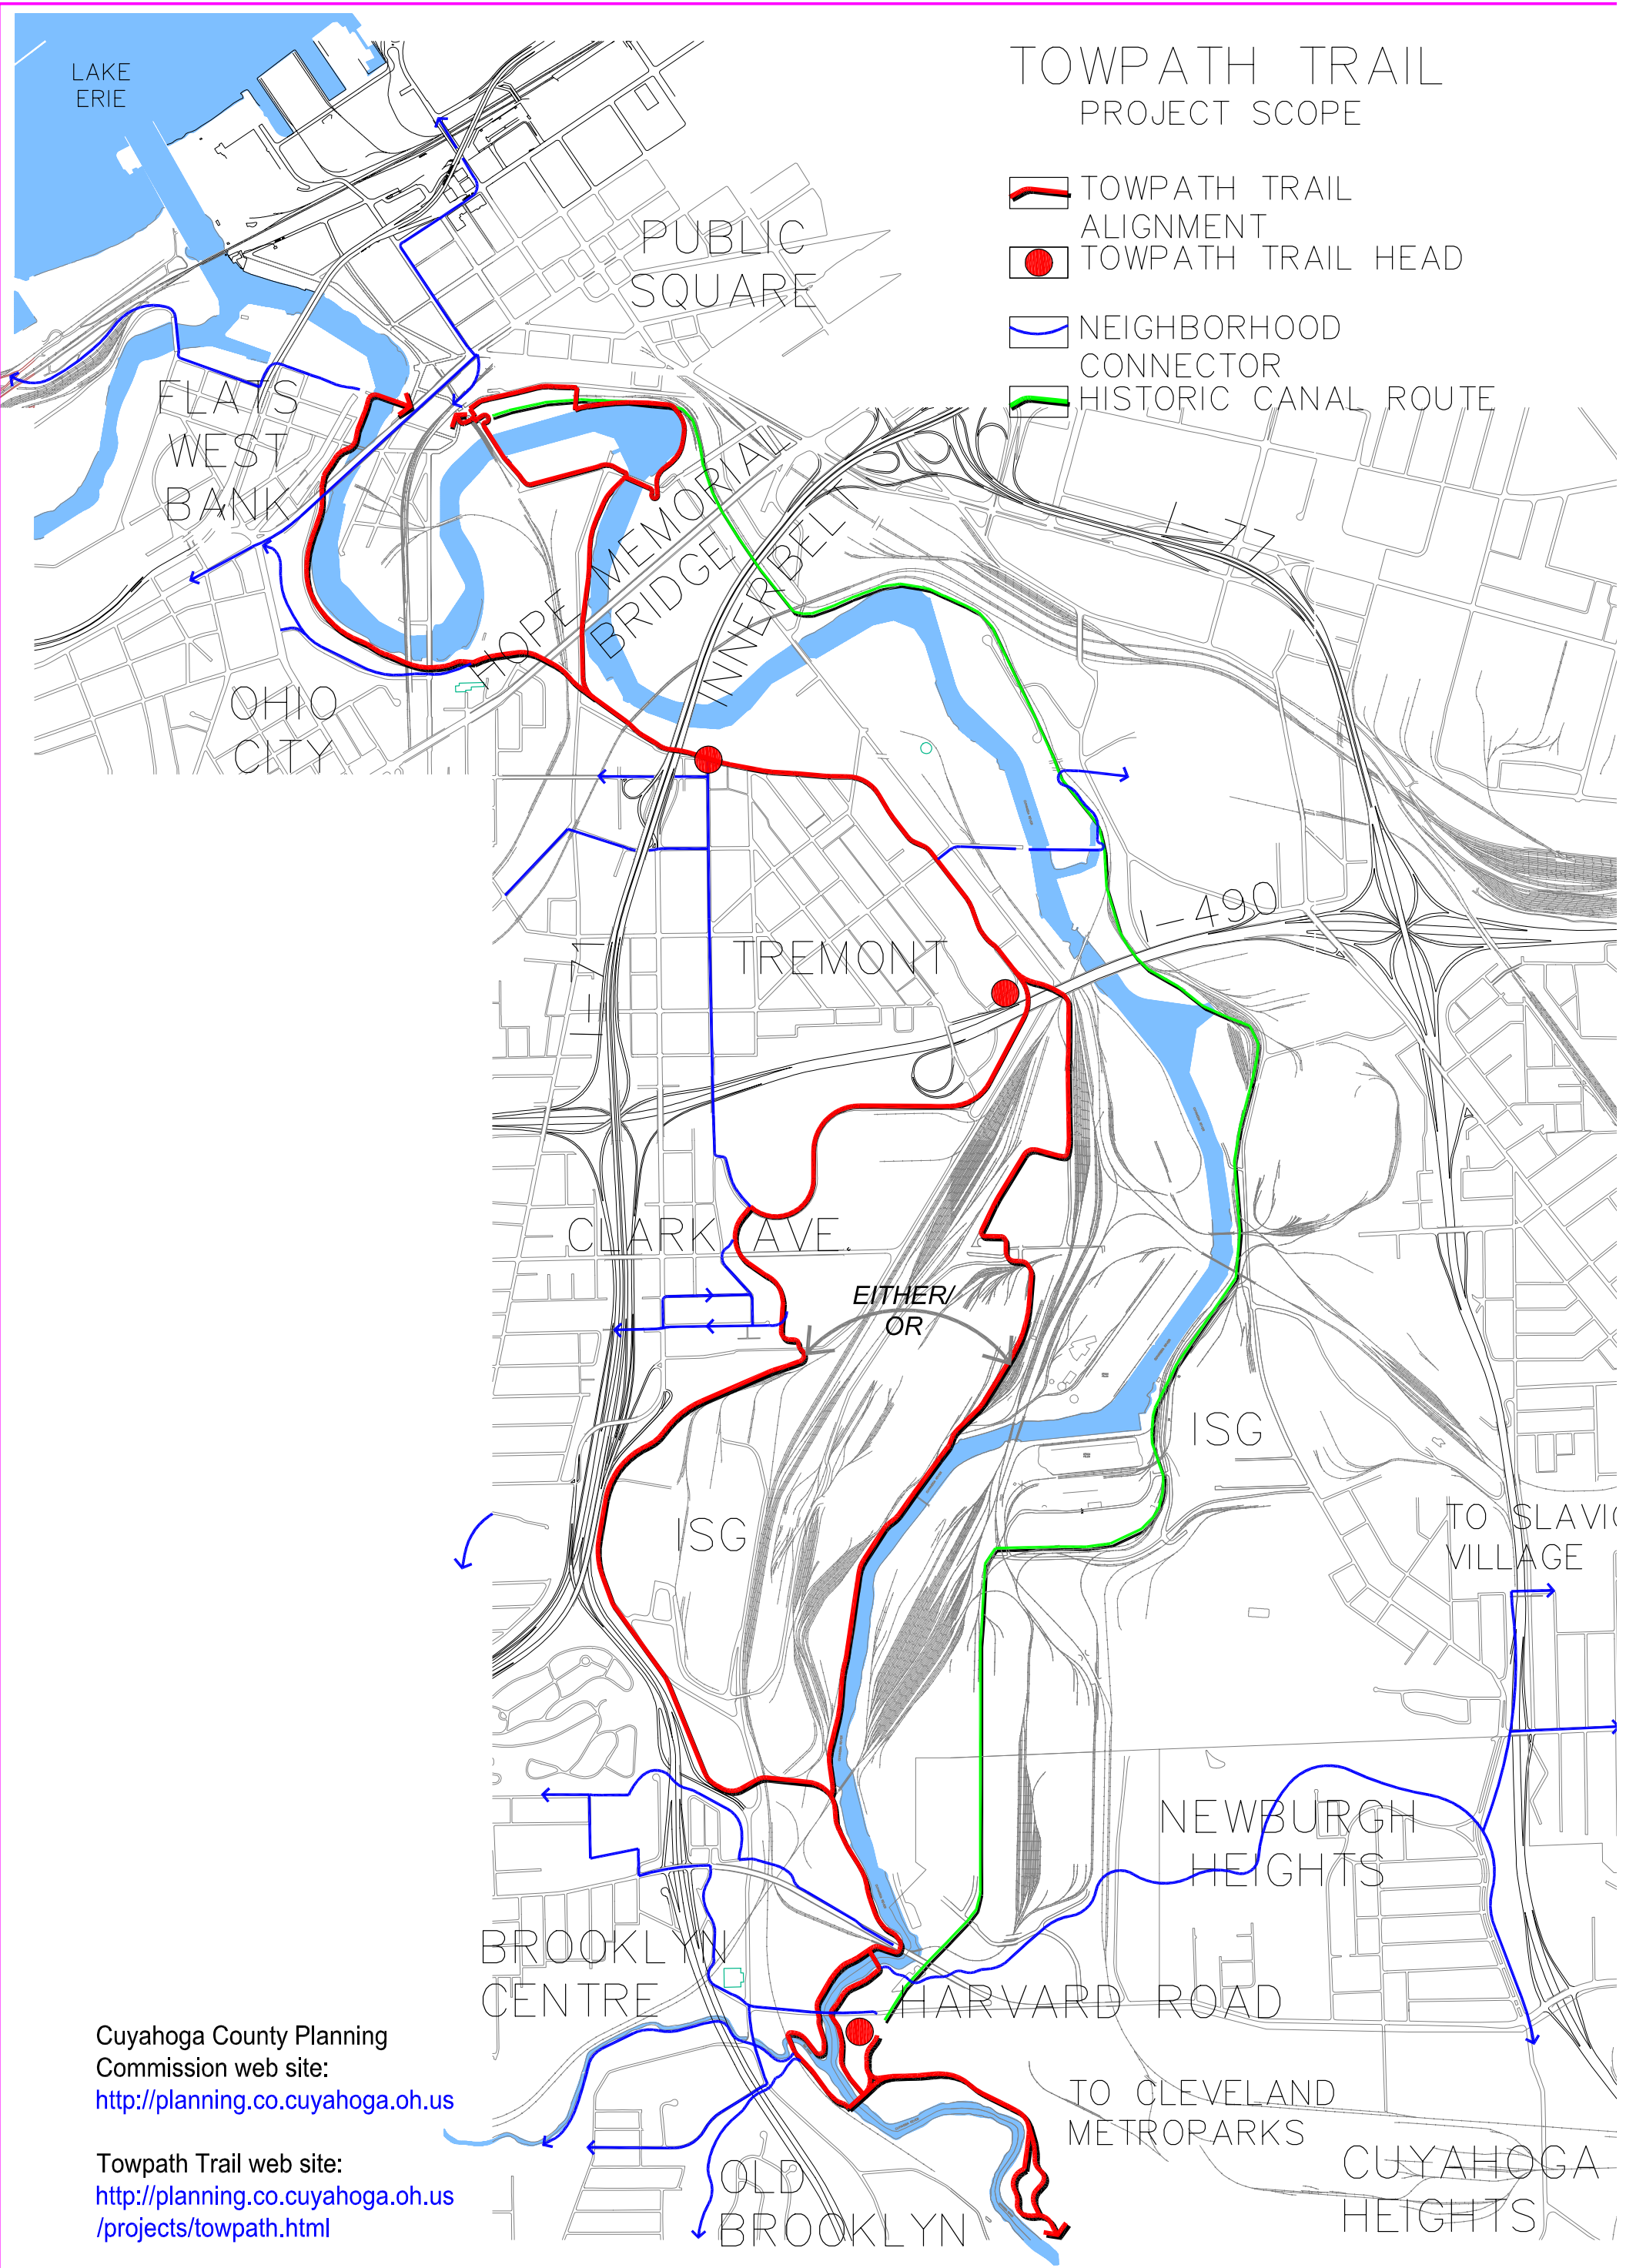 LAKE
ERIE
TOWPATH TRAIL
PROJECT SCOPE
TOWPATH TRAIL
ALIGNMENT
TOWPATH TRAIL HEAD
NEIGHBORHOOD
CONNECTOR
HISTORIC CANAL ROUTE
PUBLIC
SQUARE
FLATS
WEST
BANK
HOPE MEMORIAL
BRIDGE
INNER BELT
I-77
OHIO
CITY
I-490
TREMONT
I-71
CLARK AVE.
EITHER/
OR
ISG
ISG
TO SLAVIC
VILLAGE
NEWBURGH
HEIGHTS
BROOKLYN
CENTRE
HARVARD ROAD
Cuyahoga County Planning
Commission web site:
http://planning.co.cuyahoga.oh.us
Towpath Trail web site:
http://planning.co.cuyahoga.oh.us
/projects/towpath.html
TO CLEVELAND
METROPARKS
CUYAHOGA
HEIGHTS
OLD
BROOKLYN